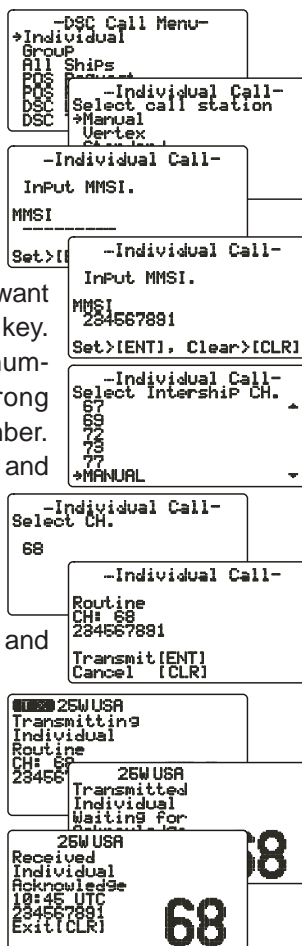 -DSC Call Menu-
➔Individual
Group
All Ships
POS
POS
DSC
DSC
-Individual Call-
Select call station
➔Manual
Vertex
-Individual Call-
InPut MMSI.
MMSI
---------
Set>[E
-Individual Call-
InPut MMSI.
MMSI
234567891
Set>[ENT], Clear>[CLR]
want
key.
num-
rong
ber.
and
-Individual Call-
Select Intership CH.
67
69
72
73
77
➔MANUAL
-Individual Call-
Select CH.
68
-Individual Call-
Routine
CH: 68
234567891
Transmit[ENT]
Cancel [CLR]
and
25W USA
Transmitting
Individual
Routine
CH: 68
23456
25W USA
Transmitted
Individual
Waiting for
68
25W USA
Received
Individual
Acknowledge
10:45 UTC
234567891
Exit[CLR]
68